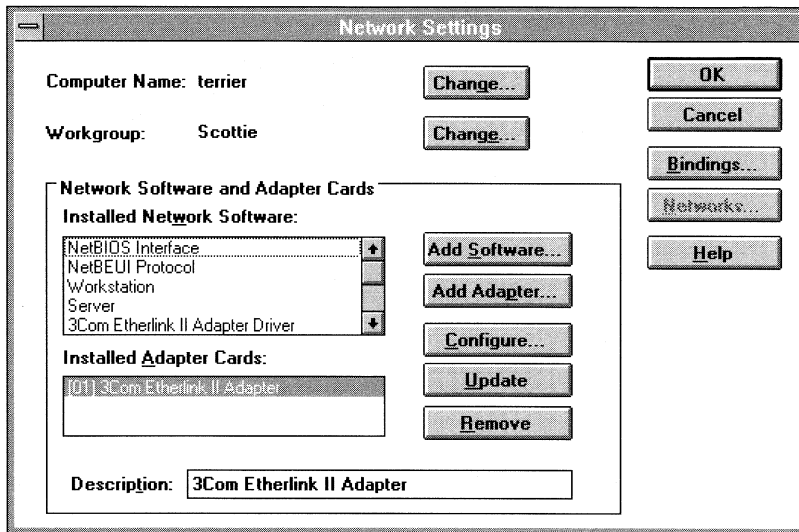 Network Settings
Computer Name: terrier
Change...
Workgroup: Scottie
Change...
Network Software and Adapter Cards
Installed Network Software:
NetBIOS Interface
NetBEUI Protocol
Workstation
Server
3Com Etherlink II Adapter Driver
Add Software...
Add Adapter...
Configure...
Update
Remove
Installed Adapter Cards:
[01] 3Com Etherlink II Adapter
Description: 3Com Etherlink II Adapter
OK
Cancel
Bindings...
Networks...
Help